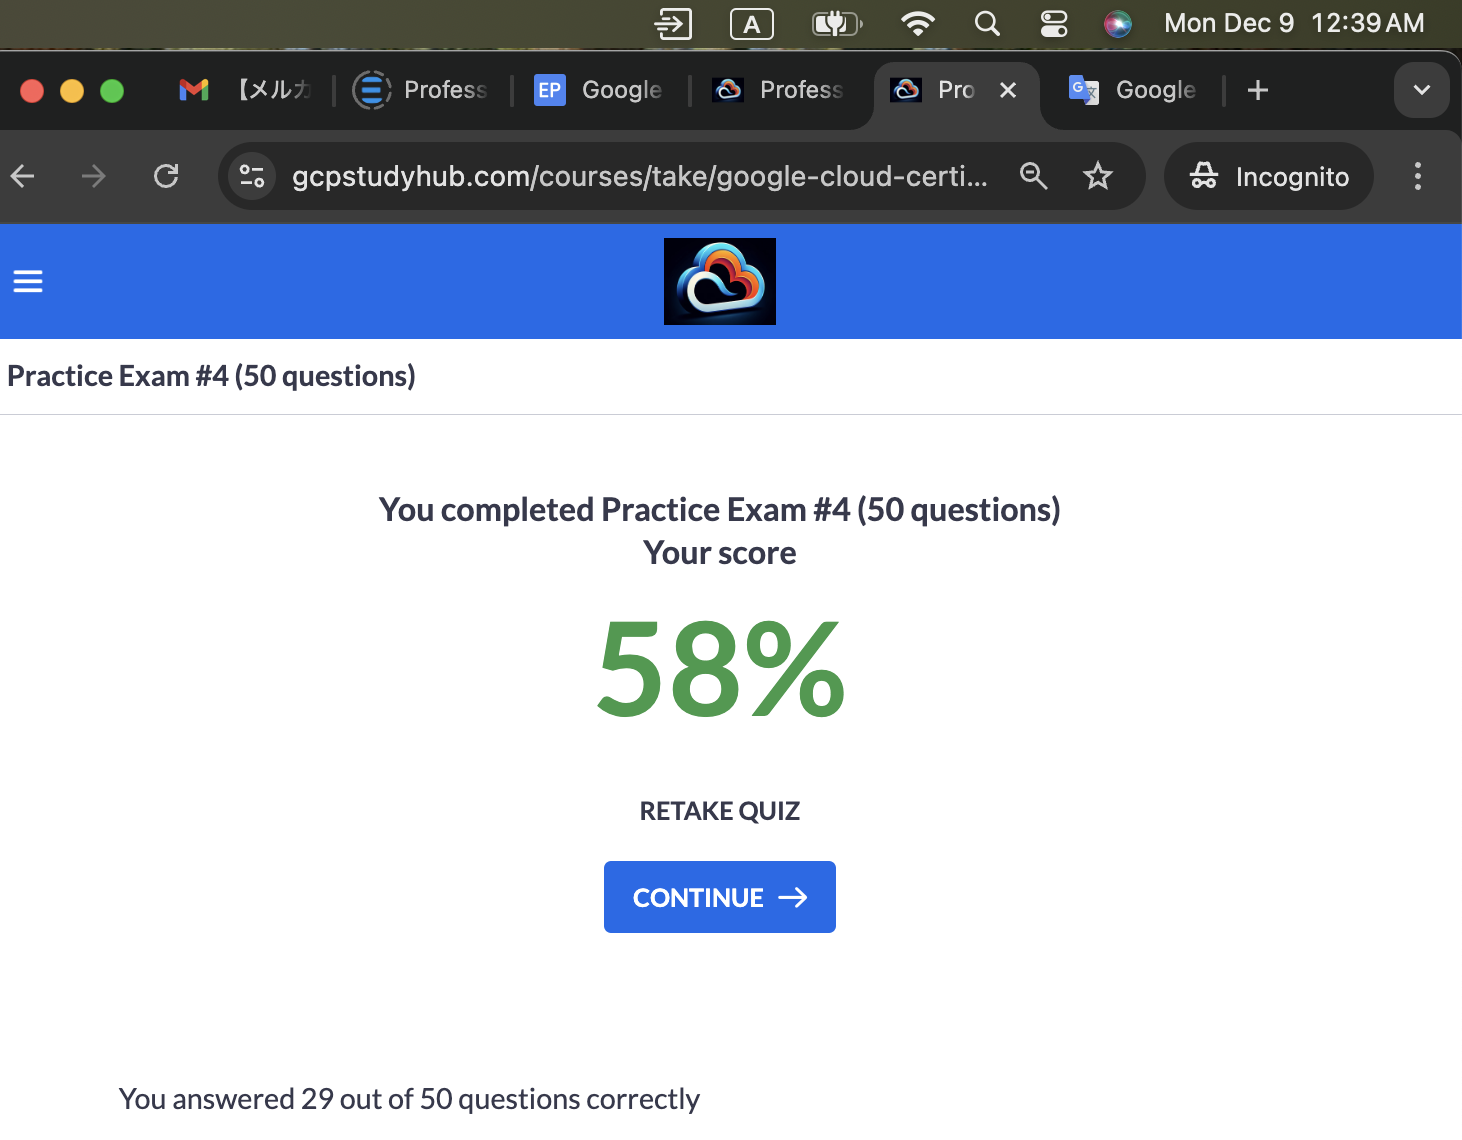 A
Mon Dec 9 12:39 AM
【メルカ
Profess
EP
Google
Profess
Pro
Google
gcpstudyhub.com/courses/take/google-cloud-certi...
Incognito
Practice Exam #4 (50 questions)
You completed Practice Exam #4 (50 questions)
Your score
58%
RETAKE QUIZ
CONTINUE
You answered 29 out of 50 questions correctly